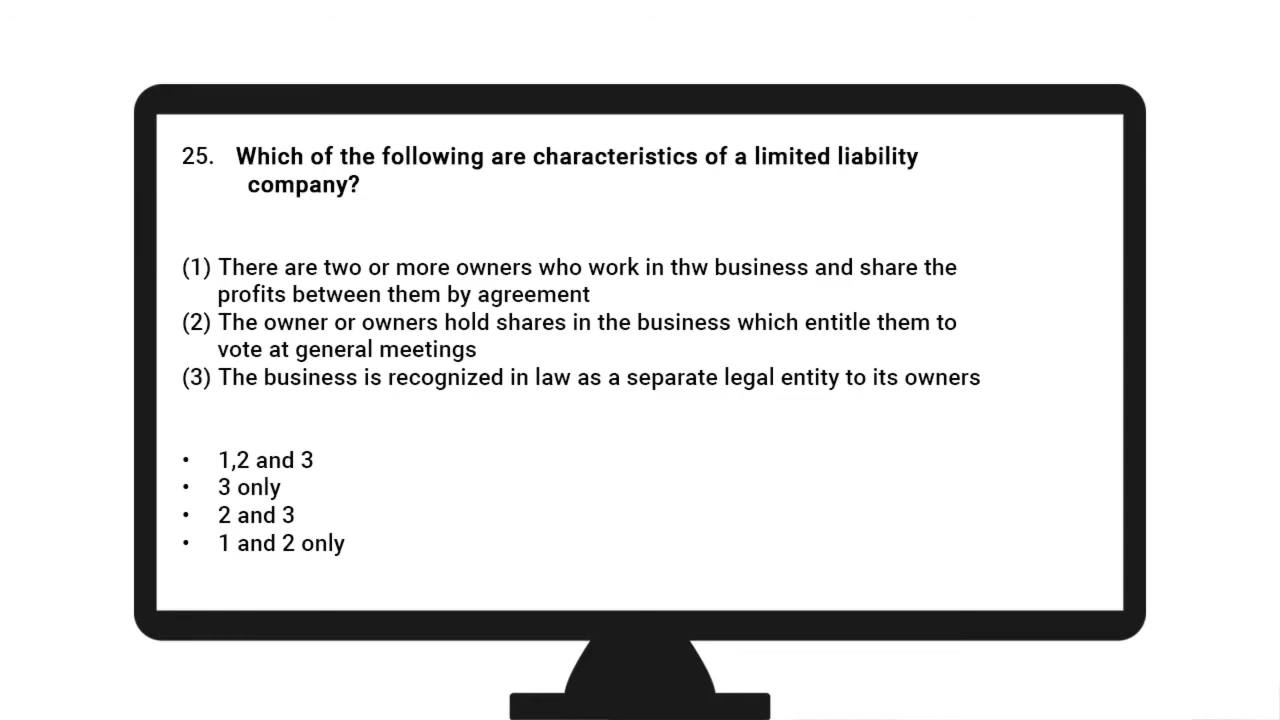 25. Which of the following are characteristics of a limited liability
company?
(1) There are two or more owners who work in thw business and share the
profits between them by agreement
(2) The owner or owners hold shares in the business which entitle them to
vote at general meetings
(3) The business is recognized in law as a separate legal entity to its owners
• 1,2 and 3
• 3 only
• 2 and 3
• 1 and 2 only